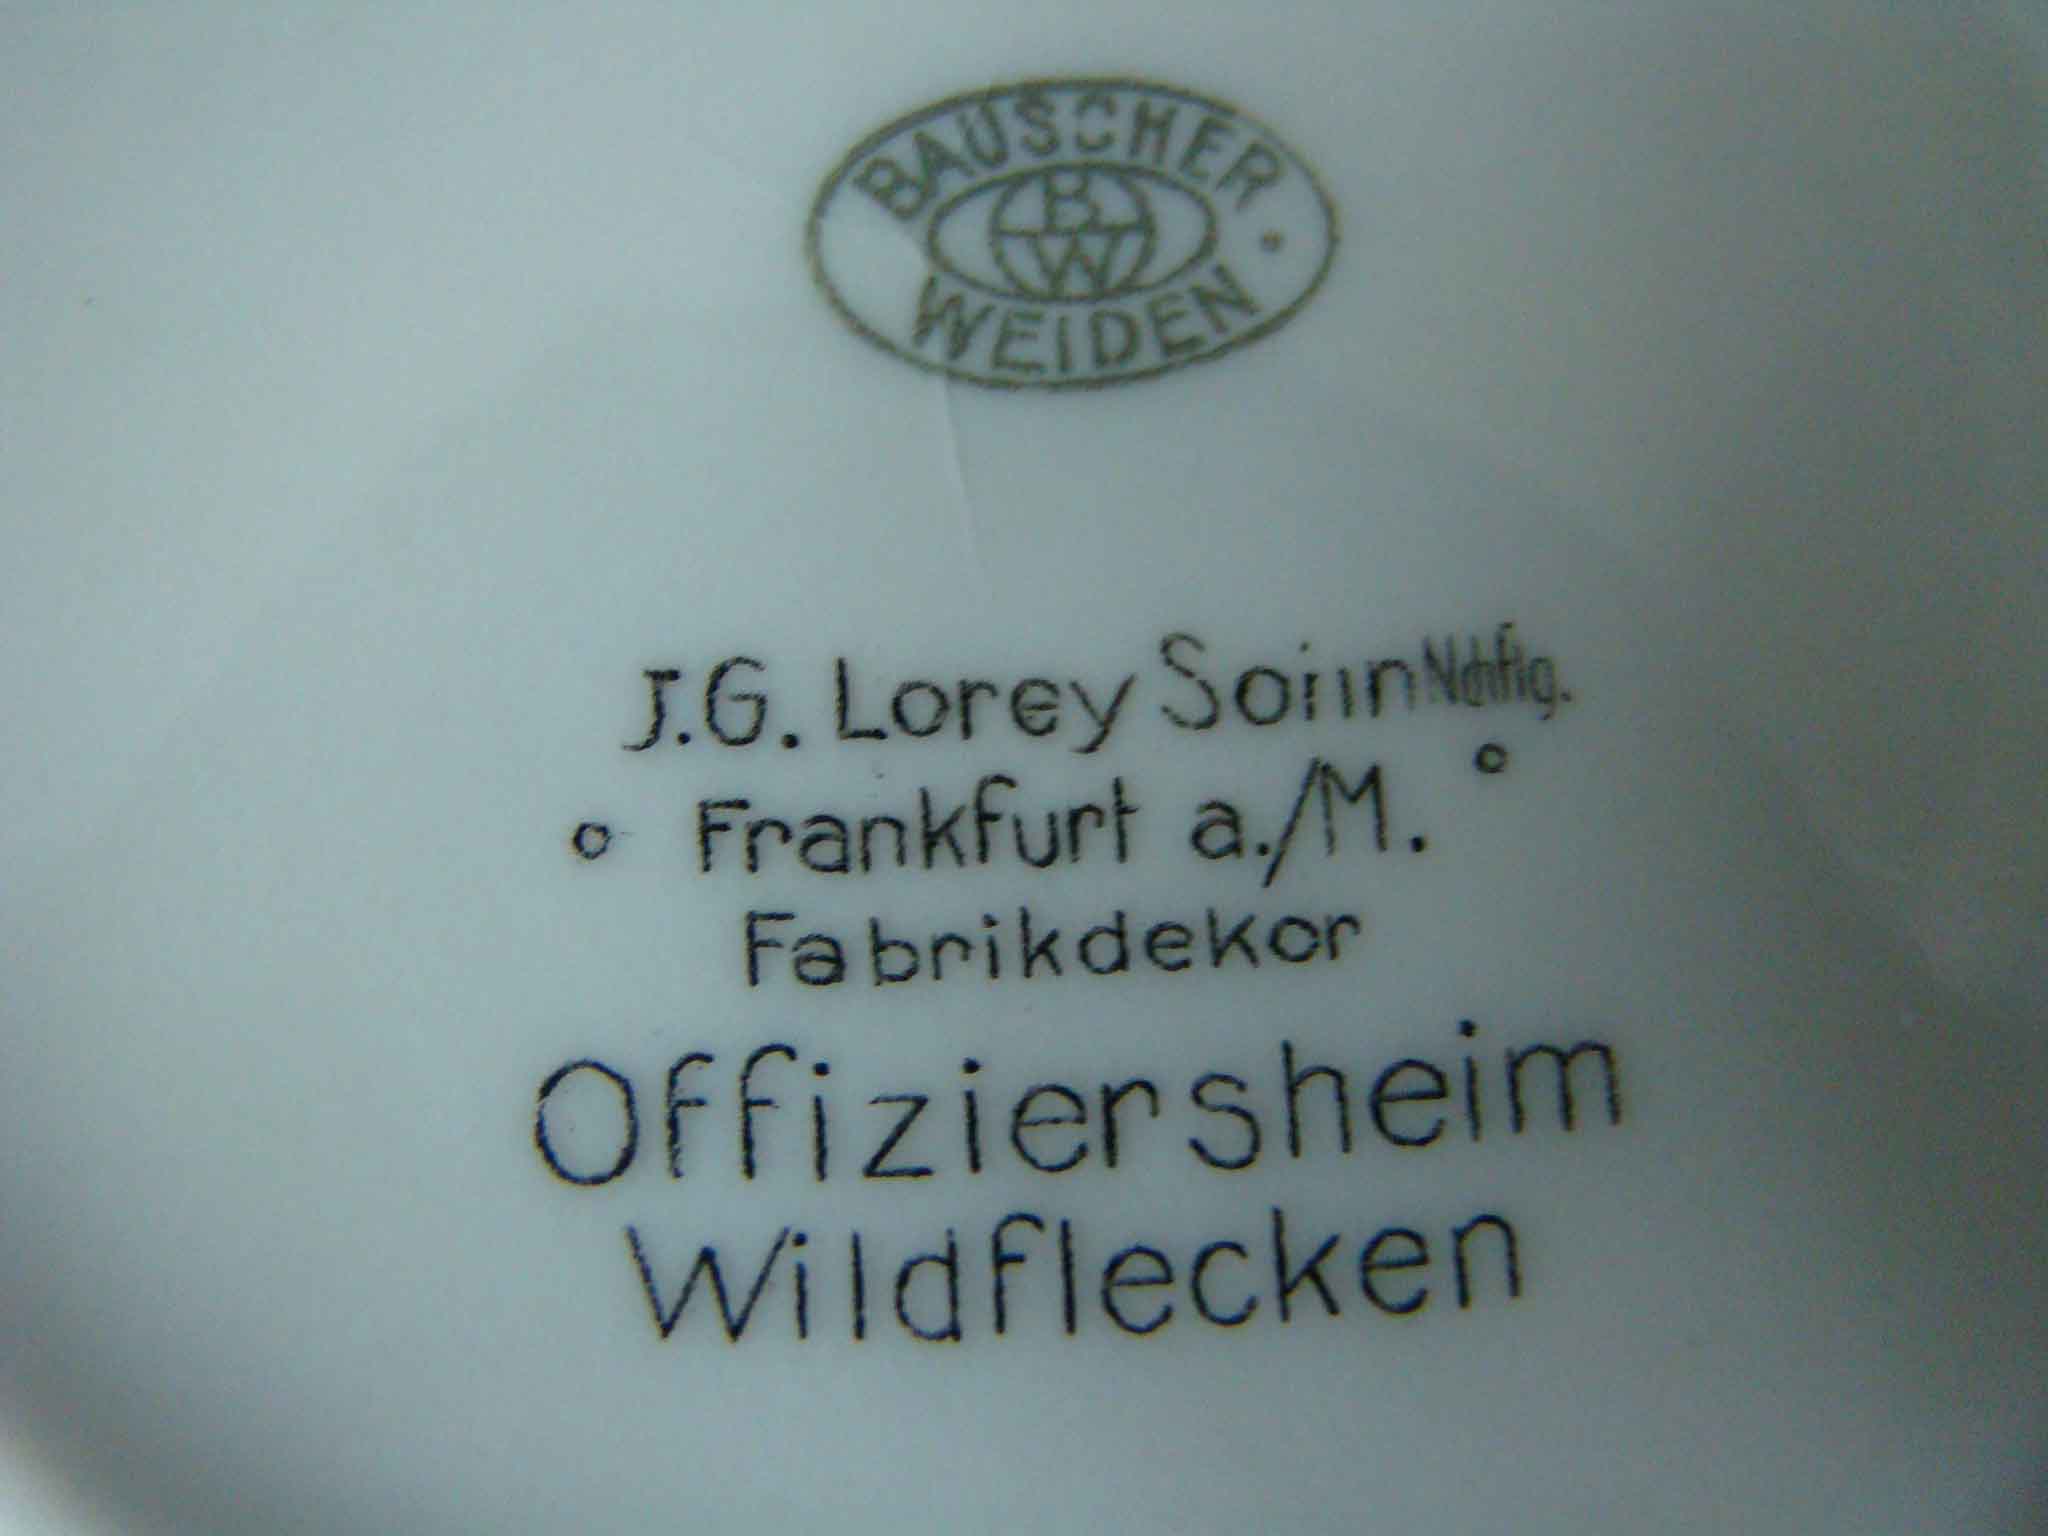 BAUSCHER
BW
WEIDEN
J.G. Lorey Sohn Nchflg.
Frankfurt a./M.
Fabrikdekor
Offiziersheim
Wildflecken